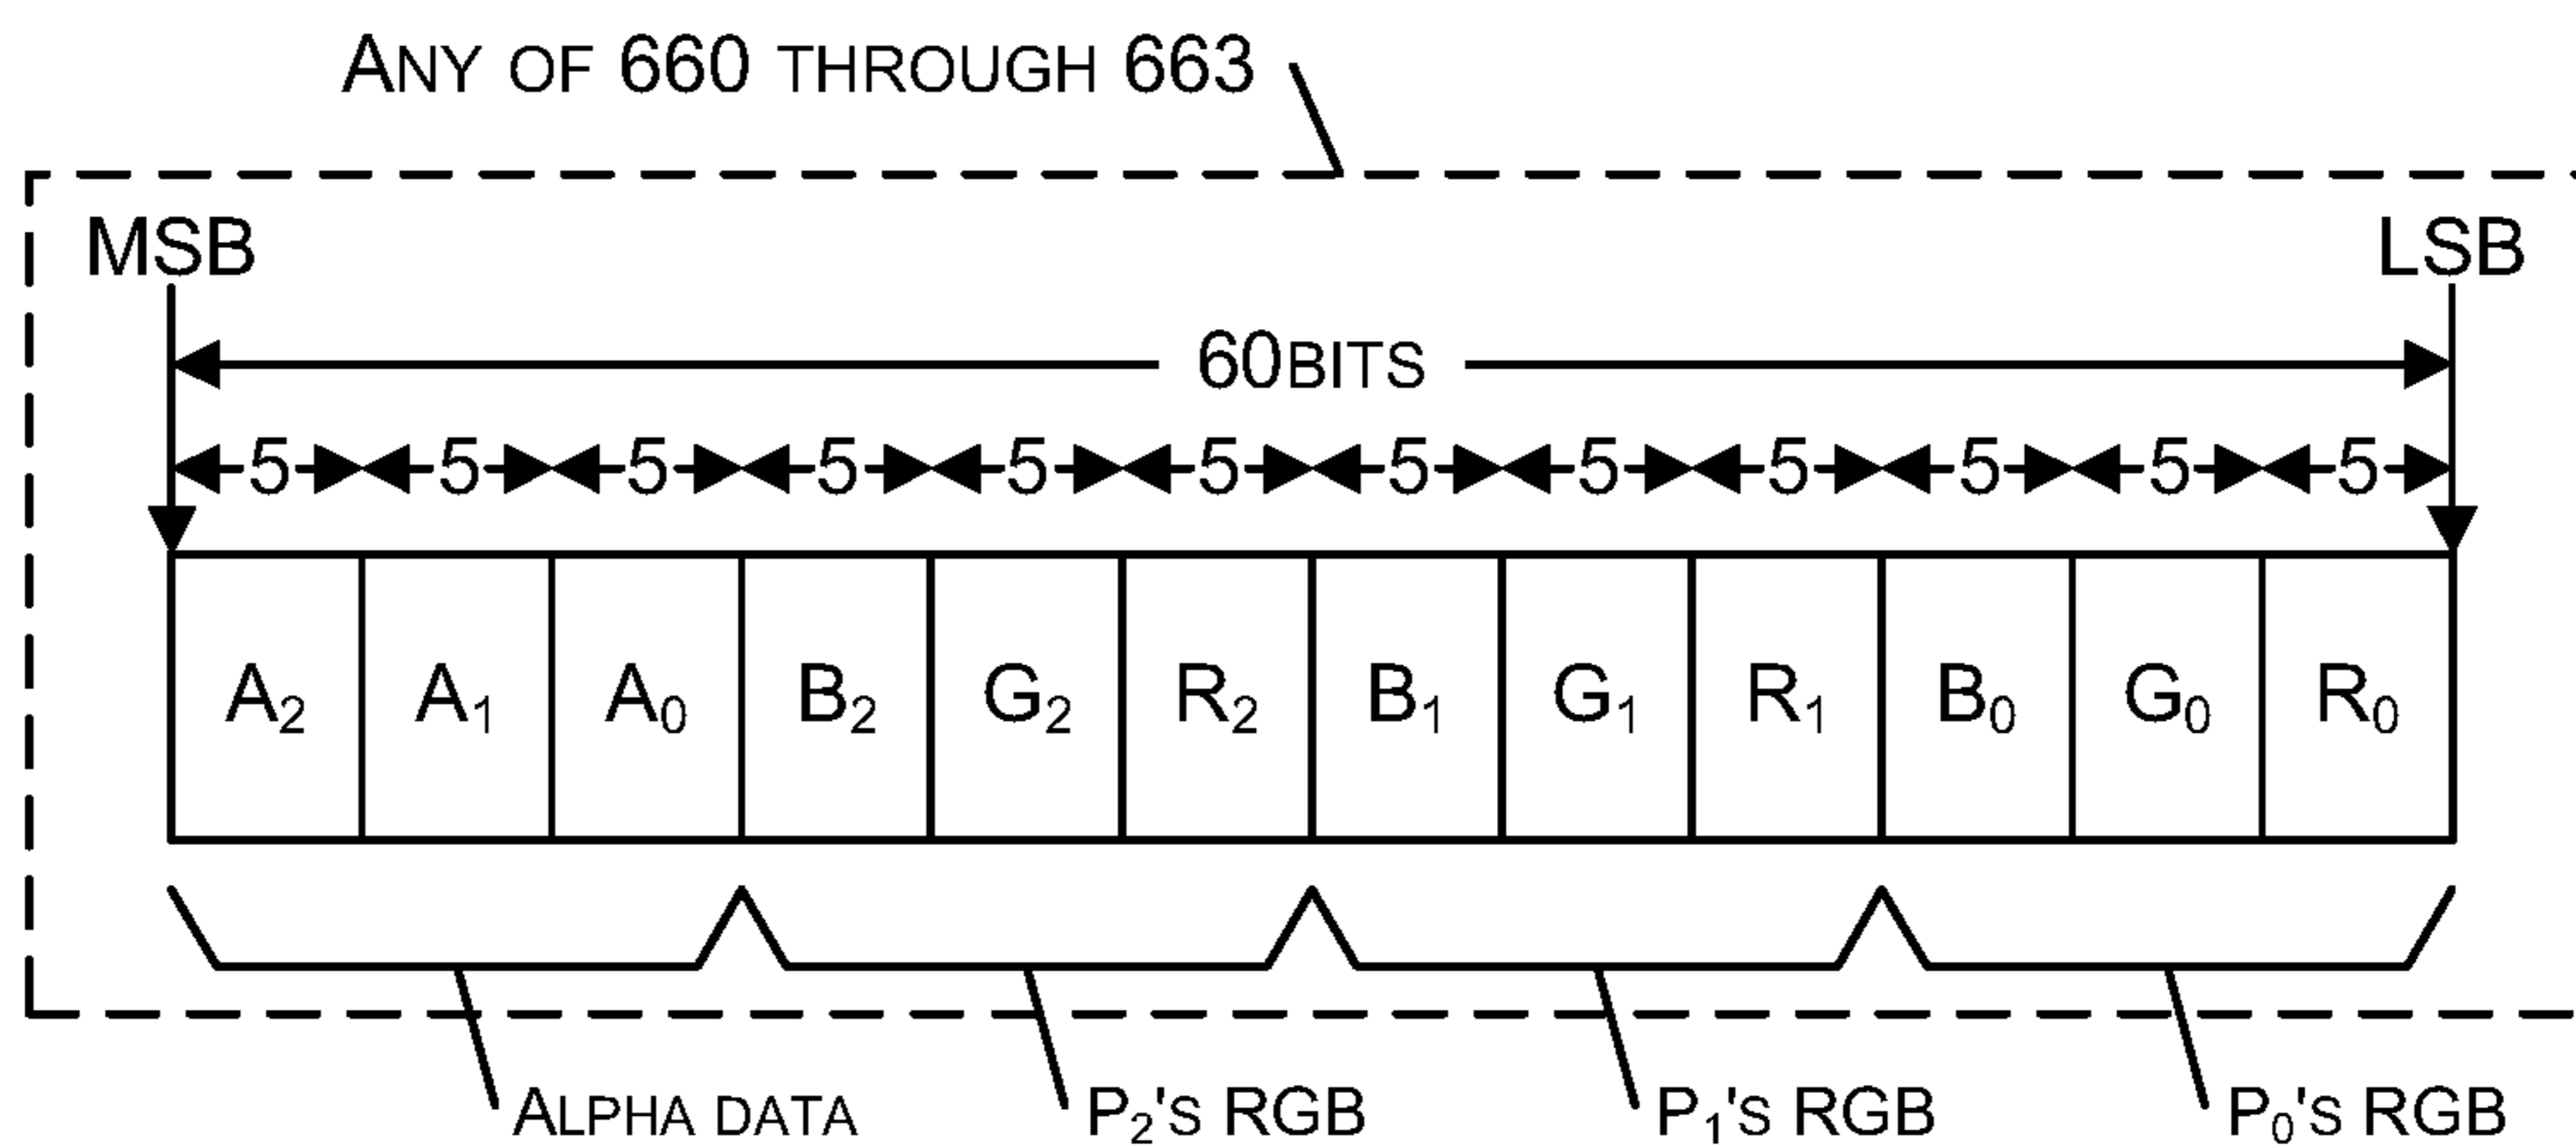 ANY OF 660 THROUGH 663
MSB LSB
60BITS
5 5 5 5 5 5 5 5 5 5 5 5
A₂ A₁ A₀ B₂ G₂ R₂ B₁ G₁ R₁ B₀ G₀ R₀
ALPHA DATA P₂'S RGB P₁'S RGB P₀'S RGB